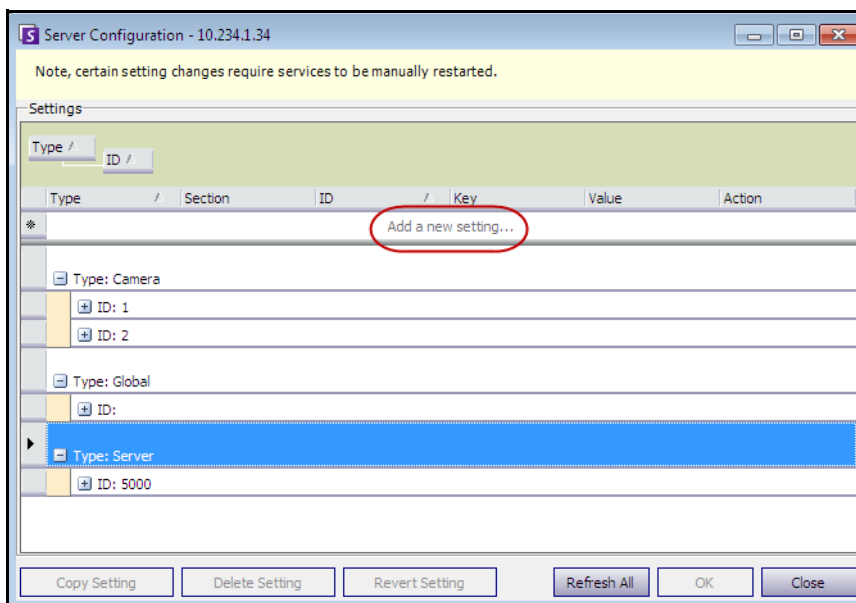 Server Configuration - 10.234.1.34
Note, certain setting changes require services to be manually restarted.
Settings
Type
ID
Type Section ID Key Value Action
Add a new setting...
Type: Camera
ID: 1
ID: 2
Type: Global
ID:
Type: Server
ID: 5000
Copy Setting Delete Setting Revert Setting Refresh All OK Close